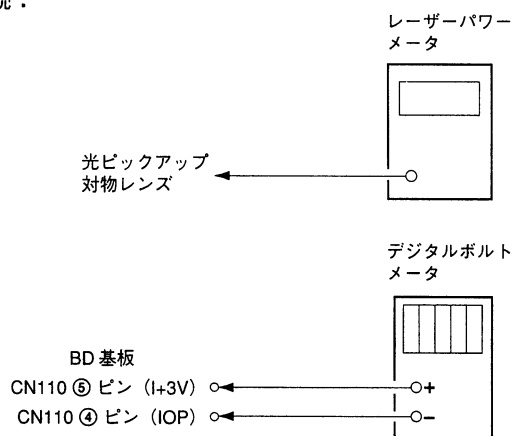 続：
レーザーパワー
メータ
光ピックアップ
対物レンズ
デジタルボルト
メータ
BD 基板
CN110 ⑤ ピン（I+3V）
+
CN110 ④ ピン（IOP）
−